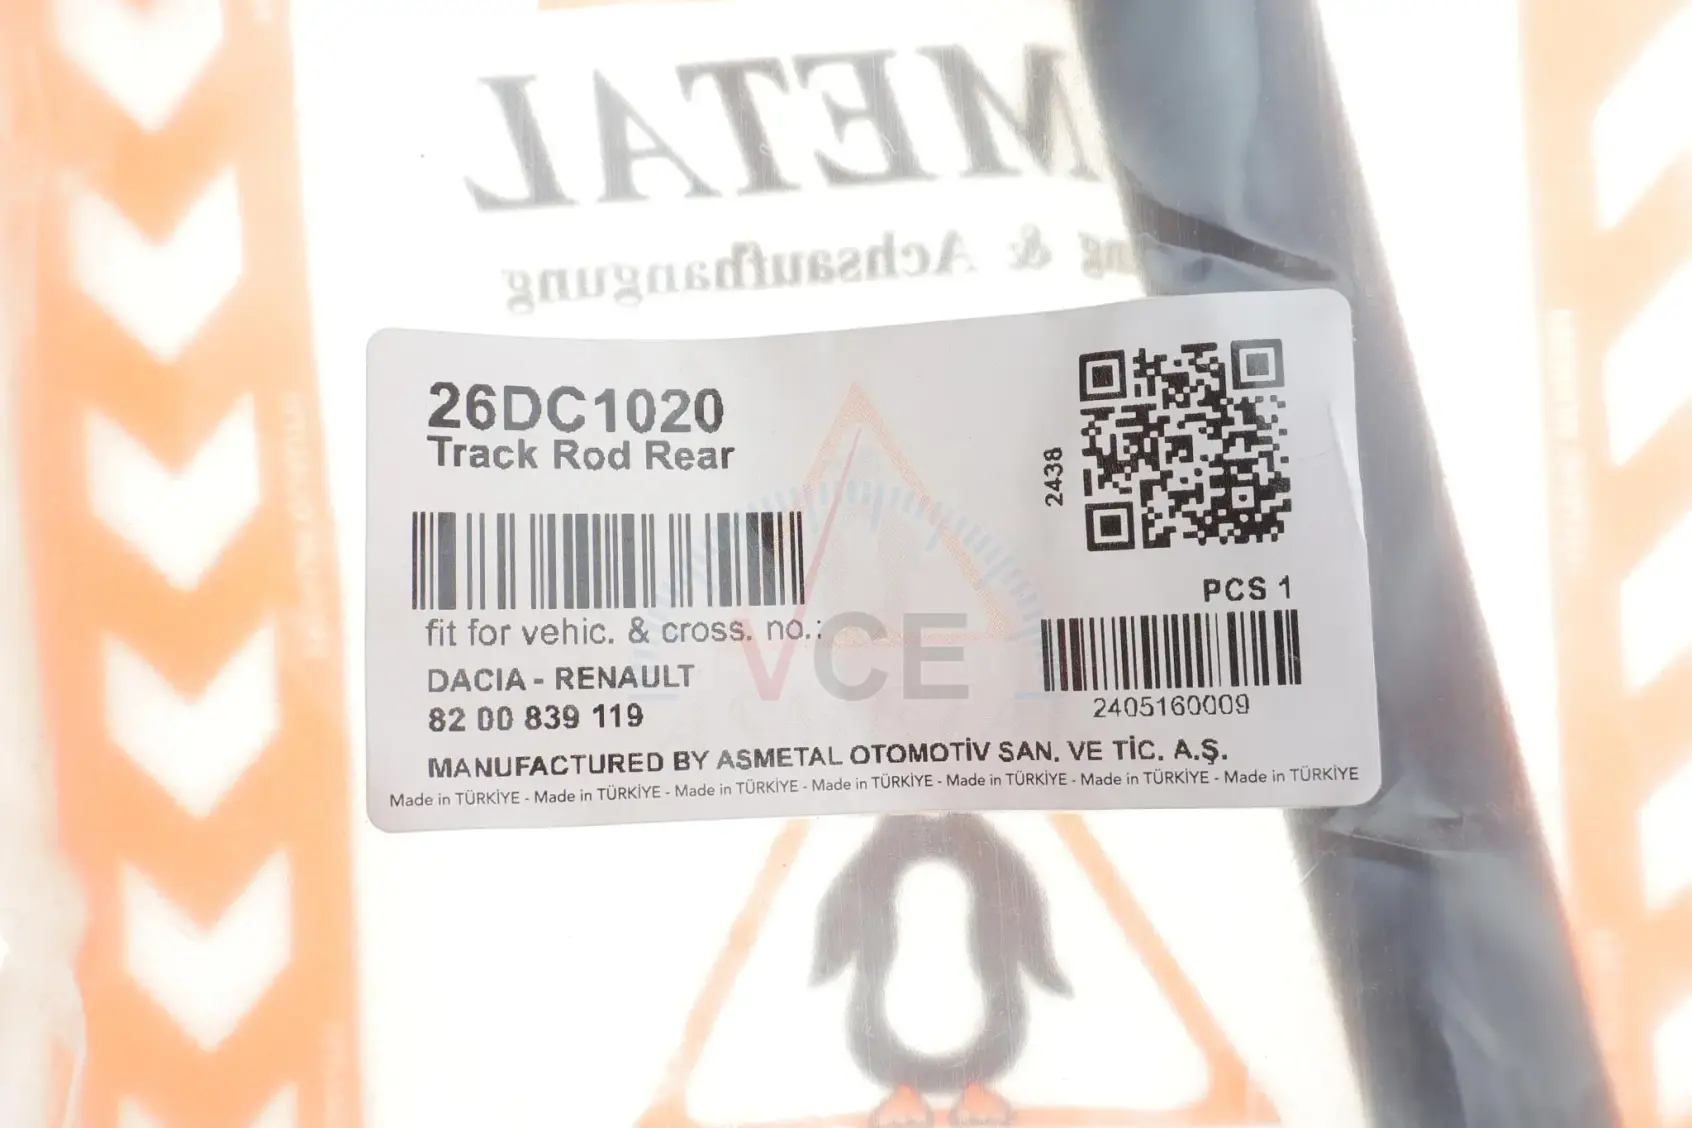 METAL
ng & Achsaufhangung
26DC1020
Track Rod Rear
2438
PCS 1
fit for vehic. & cross. no.:
DACIA - RENAULT
82 00 839 119
2405160009
VCE
MANUFACTURED BY ASMETAL OTOMOTİV SAN. VE TİC. A.Ş.
Made in TÜRKİYE - Made in TÜRKİYE - Made in TÜRKİYE - Made in TÜRKİYE - Made in TÜRKİYE - Made in TÜRKİYE - Made in TÜRKİYE